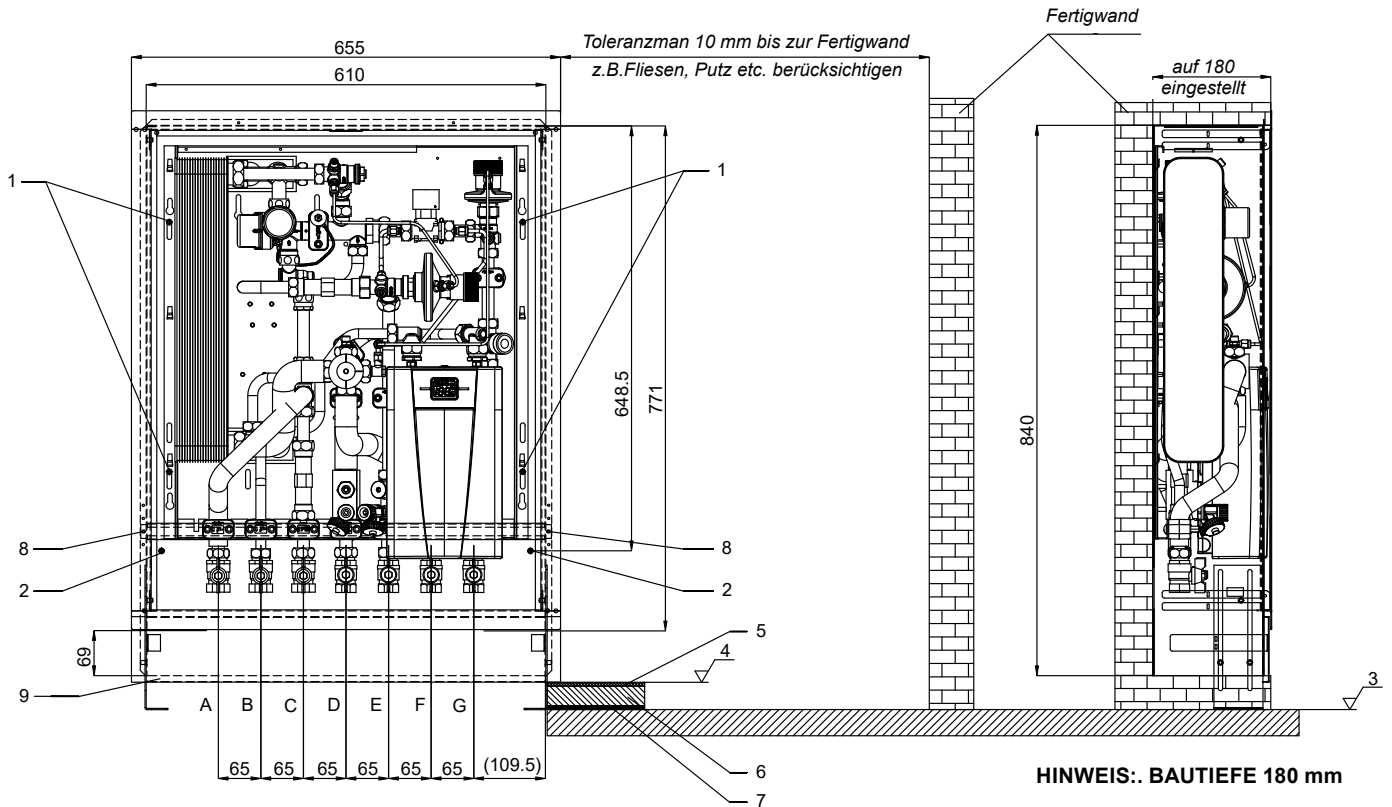 Fertigwand
655
Toleranzman 10 mm bis zur Fertigwand
610
z.B.Fliesen, Putz etc. berücksichtigen
auf 180
eingestellt
1
1
648.5
771
840
8
8
2
2
69
5
4
9
3
A B C D E F G
65 65 65 65 65 65 (109.5)
6
7
HINWEIS:. BAUTIEFE 180 mm